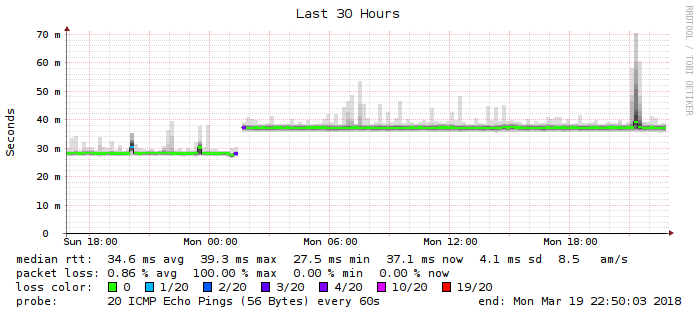 Last 30 Hours
RRDTOOL / TOBI OETIKER
Seconds
70 m
60 m
50 m
40 m
30 m
20 m
10 m
0
Sun 18:00 Mon 00:00 Mon 06:00 Mon 12:00 Mon 18:00
median rtt: 34.6 ms avg 39.3 ms max 27.5 ms min 37.1 ms now 4.1 ms sd 8.5 am/s
packet loss: 0.86 % avg 100.00 % max 0.00 % min 0.00 % now
loss color: 0 1/20 2/20 3/20 4/20 10/20 19/20
probe: 20 ICMP Echo Pings (56 Bytes) every 60s end: Mon Mar 19 22:50:03 2018